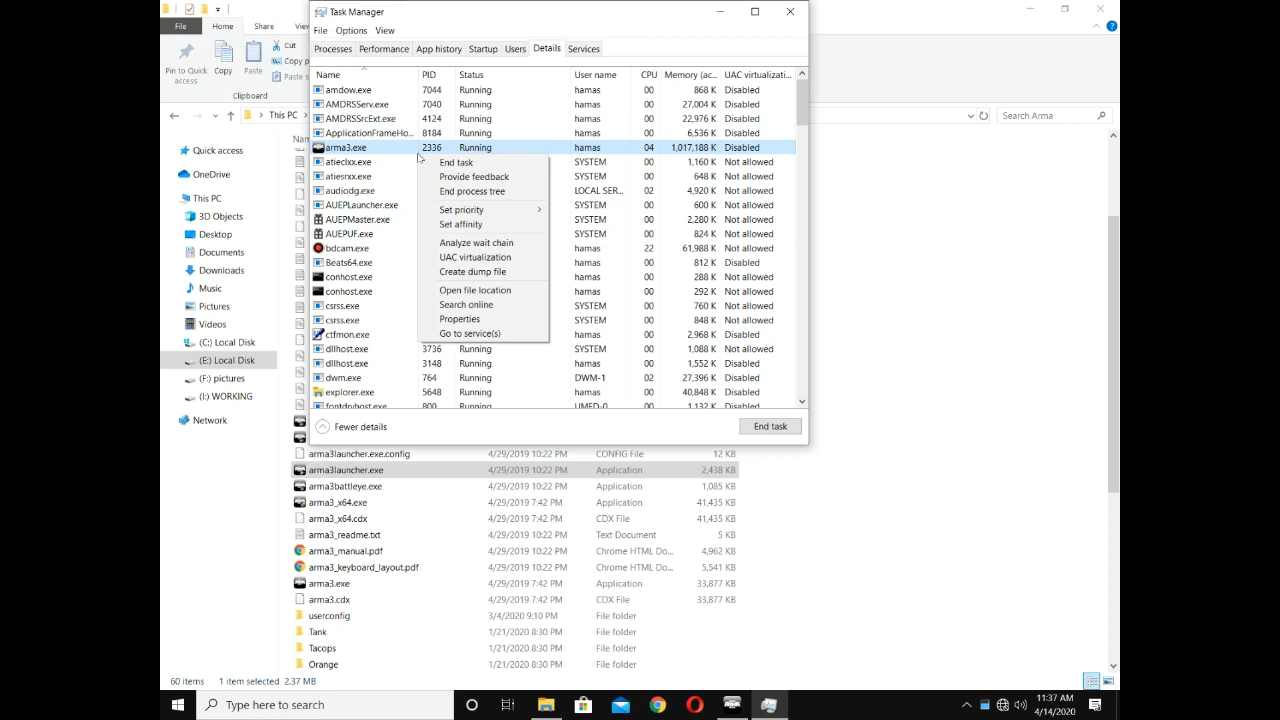 Task Manager
File Options View
Processes Performance App history Startup Users Details Services
Name PID Status User name CPU Memory (ac... UAC virtualizati...
amdow.exe 7044 Running hamas 00 868 K Disabled
AMDRSServ.exe 7040 Running hamas 00 27,004 K Disabled
AMDRSSrcExt.exe 4124 Running hamas 00 22,976 K Disabled
ApplicationFrameHo... 8184 Running hamas 00 6,536 K Disabled
arma3.exe 2336 Running hamas 04 1,017,188 K Disabled
atieclxx.exe SYSTEM 00 1,160 K Not allowed
atiesrxx.exe SYSTEM 00 648 K Not allowed
audiodg.exe LOCAL SER... 02 4,920 K Not allowed
AUEPLauncher.exe SYSTEM 00 600 K Not allowed
AUEPMaster.exe SYSTEM 00 2,280 K Not allowed
AUEPUF.exe SYSTEM 00 824 K Not allowed
bdcam.exe hamas 22 61,988 K Not allowed
Beats64.exe hamas 00 812 K Disabled
conhost.exe hamas 00 288 K Not allowed
conhost.exe hamas 00 292 K Not allowed
csrss.exe SYSTEM 00 760 K Not allowed
csrss.exe SYSTEM 00 848 K Not allowed
ctfmon.exe hamas 00 2,968 K Disabled
dllhost.exe 3736 Running SYSTEM 00 1,088 K Not allowed
dllhost.exe 3148 Running hamas 00 1,552 K Disabled
dwm.exe 764 Running DWM-1 02 27,396 K Disabled
explorer.exe 5648 Running hamas 00 40,848 K Disabled
fontdrvhost.exe 800 Running UMFD-0 00 1,132 K Disabled
End task
Provide feedback
End process tree
Set priority
Set affinity
Analyze wait chain
UAC virtualization
Create dump file
Open file location
Search online
Properties
Go to service(s)
Fewer details End task
File Home Share
Pin to Quick access
Copy
Paste
Cut
Clipboard
This PC
Search Arma
Quick access
OneDrive
This PC
3D Objects
Desktop
Documents
Downloads
Music
Pictures
Videos
(C:) Local Disk
(E:) Local Disk
(F:) pictures
(I:) WORKING
Network
arma3launcher.exe.config 4/29/2019 10:22 PM CONFIG File 12 KB
arma3launcher.exe 4/29/2019 10:22 PM Application 2,438 KB
arma3battleye.exe 4/29/2019 10:22 PM Application 1,085 KB
arma3_x64.exe 4/29/2019 7:42 PM Application 41,435 KB
arma3_x64.cdx 4/29/2019 7:42 PM CDX File 41,435 KB
arma3_readme.txt 4/29/2019 10:22 PM Text Document 5 KB
arma3_manual.pdf 4/29/2019 10:22 PM Chrome HTML Do... 4,962 KB
arma3_keyboard_layout.pdf 4/29/2019 10:22 PM Chrome HTML Do... 5,541 KB
arma3.exe 4/29/2019 7:42 PM Application 33,877 KB
arma3.cdx 4/29/2019 7:42 PM CDX File 33,877 KB
userconfig 3/4/2020 9:10 PM File folder
Tank 1/21/2020 8:30 PM File folder
Tacops 1/21/2020 8:30 PM File folder
Orange 1/21/2020 8:30 PM File folder
60 items 1 item selected 2.37 MB
Type here to search
11:37 AM
4/14/2020